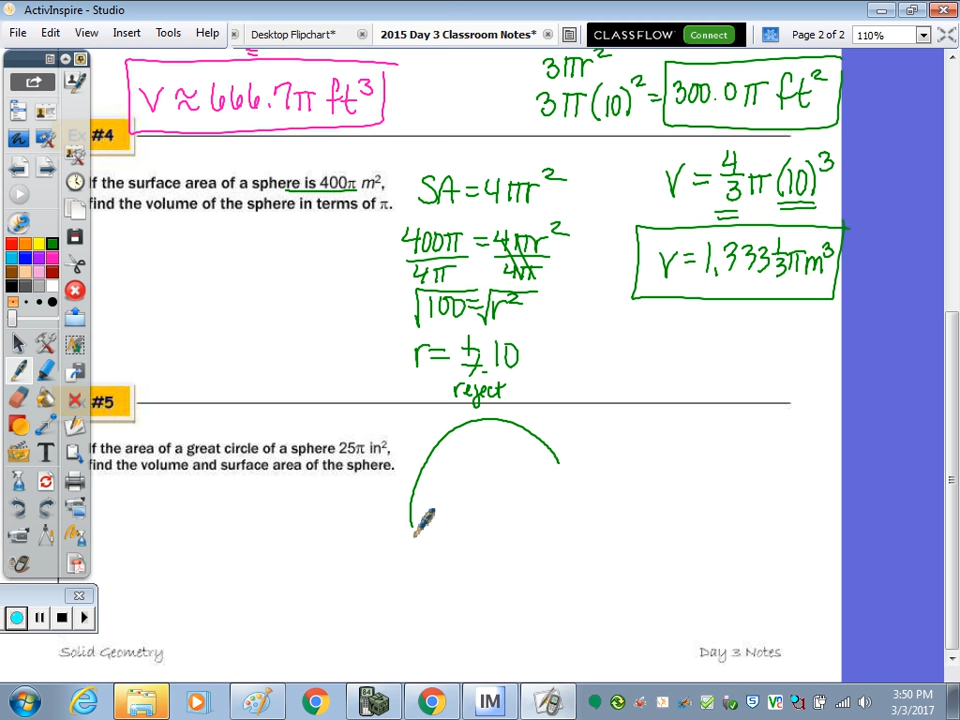 ActivInspire - Studio
File Edit View Insert Tools Help
Desktop Flipchart*
2015 Day 3 Classroom Notes*
CLASSFLOW
Connect
Page 2 of 2
110%
V ≈ 666.7π ft³
3πr²
3π(10)² = 300.0π ft²
Ex #4
If the surface area of a sphere is 400π m²,
find the volume of the sphere in terms of π.
SA = 4πr²
400π = 4πr²
4π 4π
√100 = √r²
r = +/- 10
reject
V = 4/3 π (10)³
V = 1,333 1/3 π m³
#5
If the area of a great circle of a sphere 25π in²,
find the volume and surface area of the sphere.
Solid Geometry
Day 3 Notes
IM
3:50 PM
3/3/2017